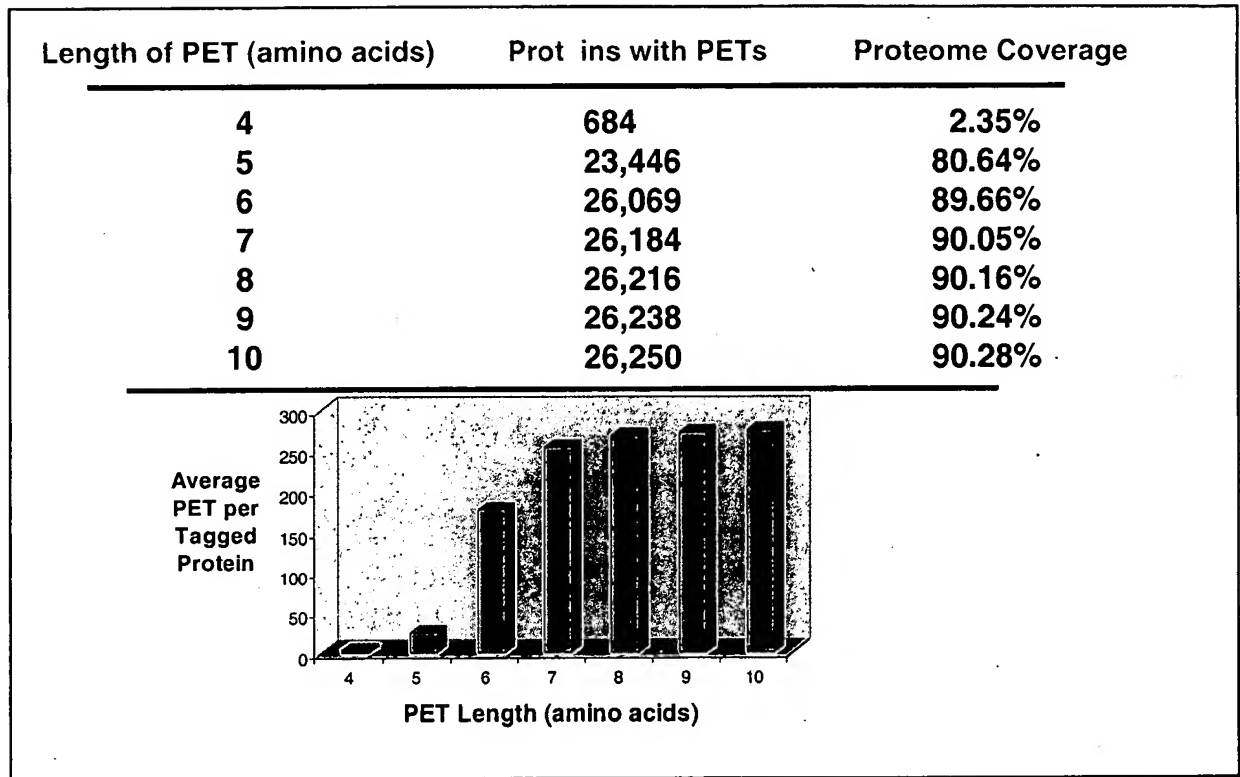 Length of PET (amino acids) Prot ins with PETs Proteome Coverage
4 684 2.35%
5 23,446 80.64%
6 26,069 89.66%
7 26,184 90.05%
8 26,216 90.16%
9 26,238 90.24%
10 26,250 90.28%
300
250
200
150
100
50
0
Average
PET per
Tagged
Protein
4 5 6 7 8 9 10
PET Length (amino acids)